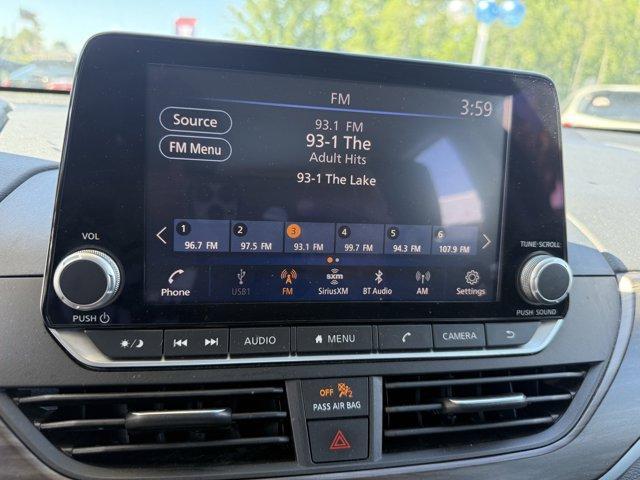 FM
3:59
Source
FM Menu
93.1 FM
93-1 The
Adult Hits
93-1 The Lake
1 2 3 4 5 6
96.7 FM 97.5 FM 93.1 FM 99.7 FM 94.3 FM 107.9 FM
Phone USB1 FM SiriusXM BT Audio AM Settings
sxm
VOL
PUSH
TUNE·SCROLL
PUSH SOUND
AUDIO MENU CAMERA
OFF 2
PASS AIR BAG